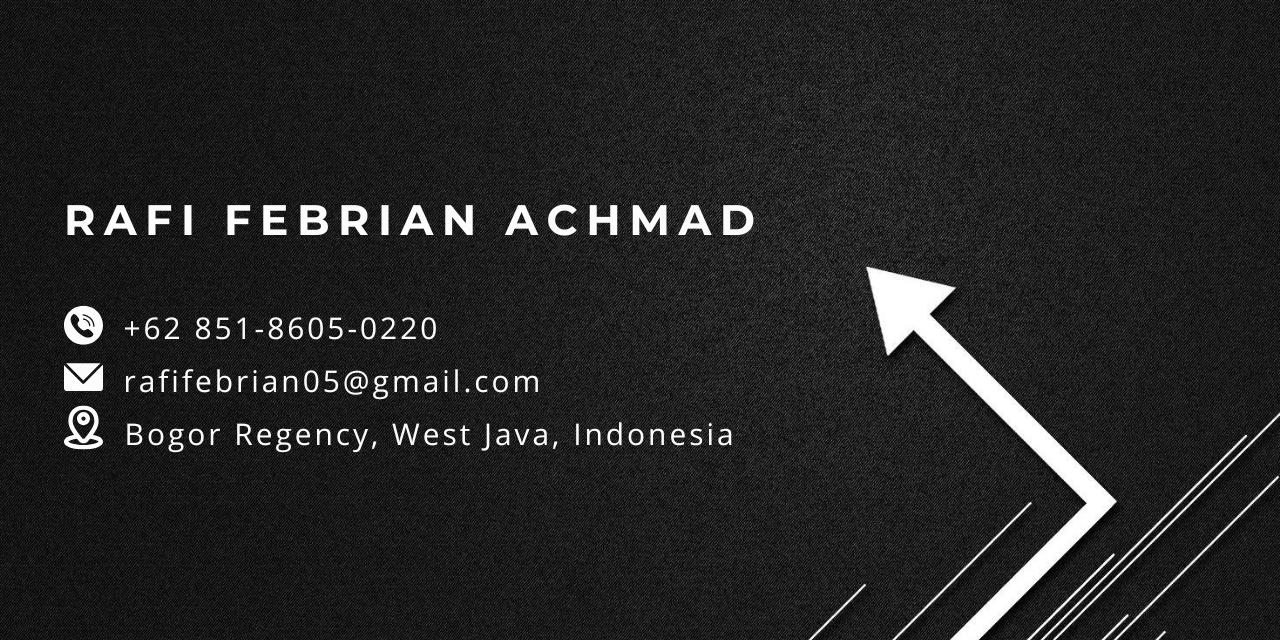 RAFI FEBRIAN ACHMAD
+62 851-8605-0220
rafifebrian05@gmail.com
Bogor Regency, West Java, Indonesia